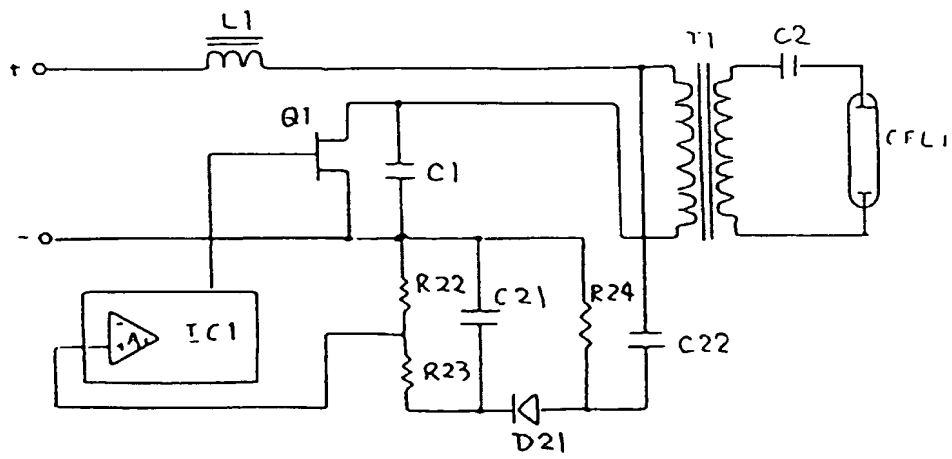 L1
T1
C2
+
Q1
C1
CFL1
-
R22
C21
R24
IC1
- +
R23
C22
D21